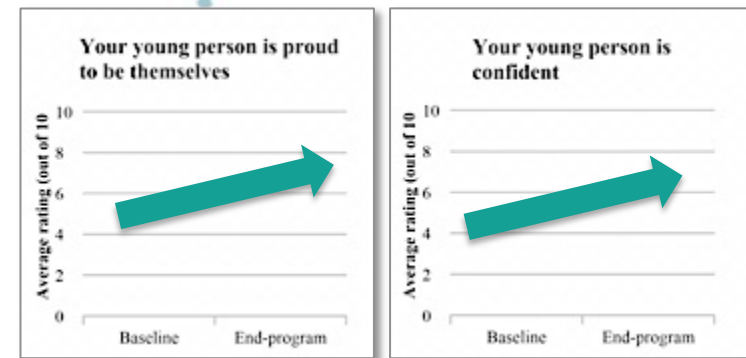 Your young person is proud
to be themselves
Average rating (out of 10
10
8
6
4
2
0
Baseline End-program
Your young person is
confident
Average rating (out of 10
10
8
6
4
2
0
Baseline End-program